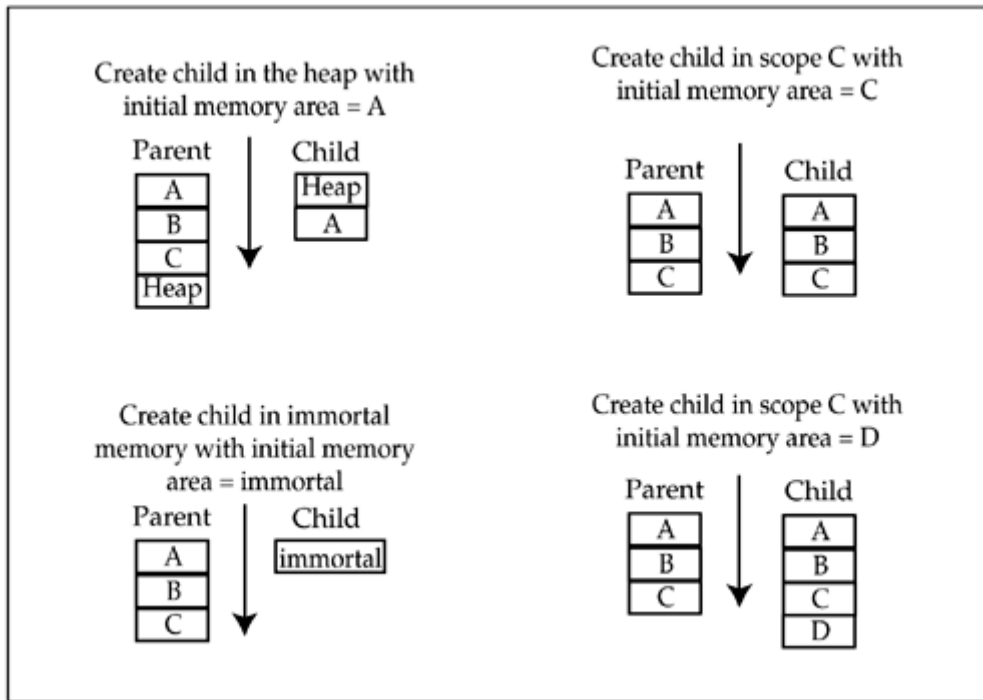 Create child in the heap with
initial memory area = A
Parent
Child
A
B
C
Heap
Heap
A
Create child in scope C with
initial memory area = C
Parent
Child
A
B
C
A
B
C
Create child in immortal
memory with initial memory
area = immortal
Parent
Child
A
B
C
immortal
Create child in scope C with
initial memory area = D
Parent
Child
A
B
C
A
B
C
D